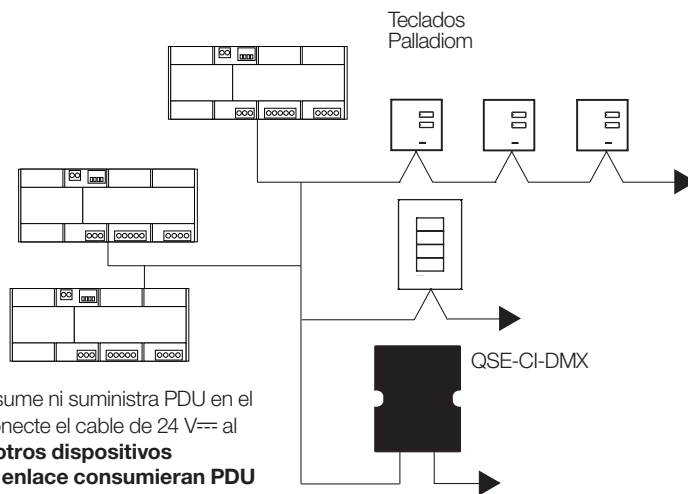 Teclados
Palladiom
QSE-CI-DMX
sume ni suministra PDU en el
necte el cable de 24 V⎓ al
otros dispositivos
enlace consumieran PDU